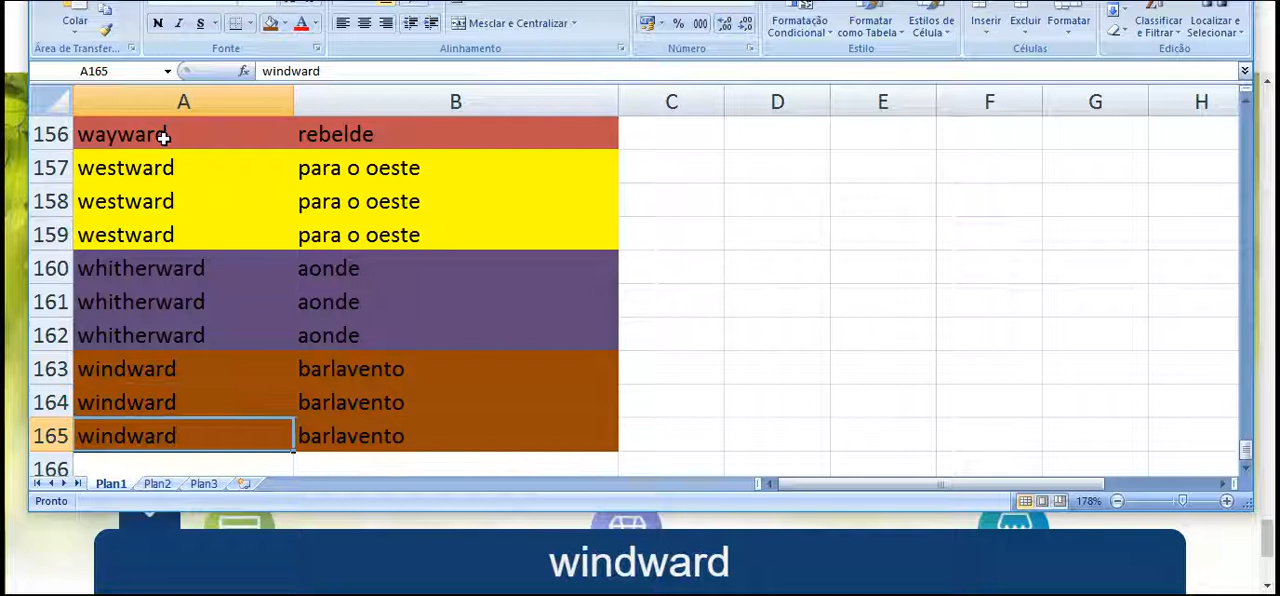 Colar
N I S A
Mesclar e Centralizar
% 000
Formatação Condicional
Formatar como Tabela
Estilos de Célula
Inserir Excluir Formatar
Classificar e Filtrar
Localizar e Selecionar
Área de Transfer... Fonte Alinhamento Número Estilo Células Edição
A165 fx windward
A B C D E F G H
156 wayward rebelde
157 westward para o oeste
158 westward para o oeste
159 westward para o oeste
160 whitherward aonde
161 whitherward aonde
162 whitherward aonde
163 windward barlavento
164 windward barlavento
165 windward barlavento
166
Plan1 Plan2 Plan3
Pronto 178%
windward